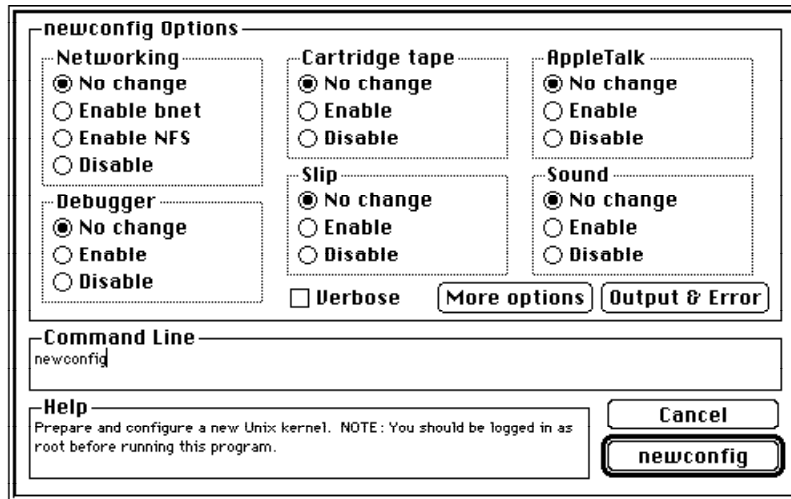 newconfig Options
Networking
No change
Enable bnet
Enable NFS
Disable
Debugger
No change
Enable
Disable
Cartridge tape
No change
Enable
Disable
Slip
No change
Enable
Disable
AppleTalk
No change
Enable
Disable
Sound
No change
Enable
Disable
Verbose
More options
Output & Error
Command Line
newconfig
Help
Prepare and configure a new Unix kernel. NOTE: You should be logged in as
root before running this program.
Cancel
newconfig